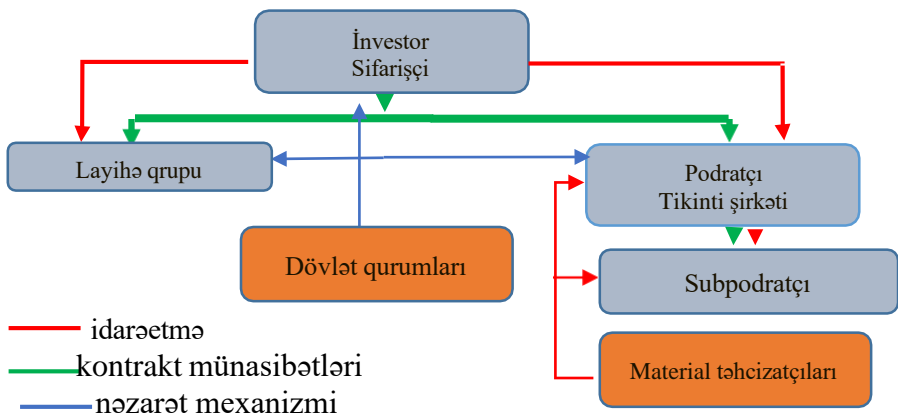 İnvestor
Sifarişçi
Layihə qrupu
Podratçı
Tikinti şirkəti
Dövlət qurumları
Subpodratçı
Material təhcizatçıları
idarəetmə
kontrakt münasibətləri
nəzarət mexanizmi